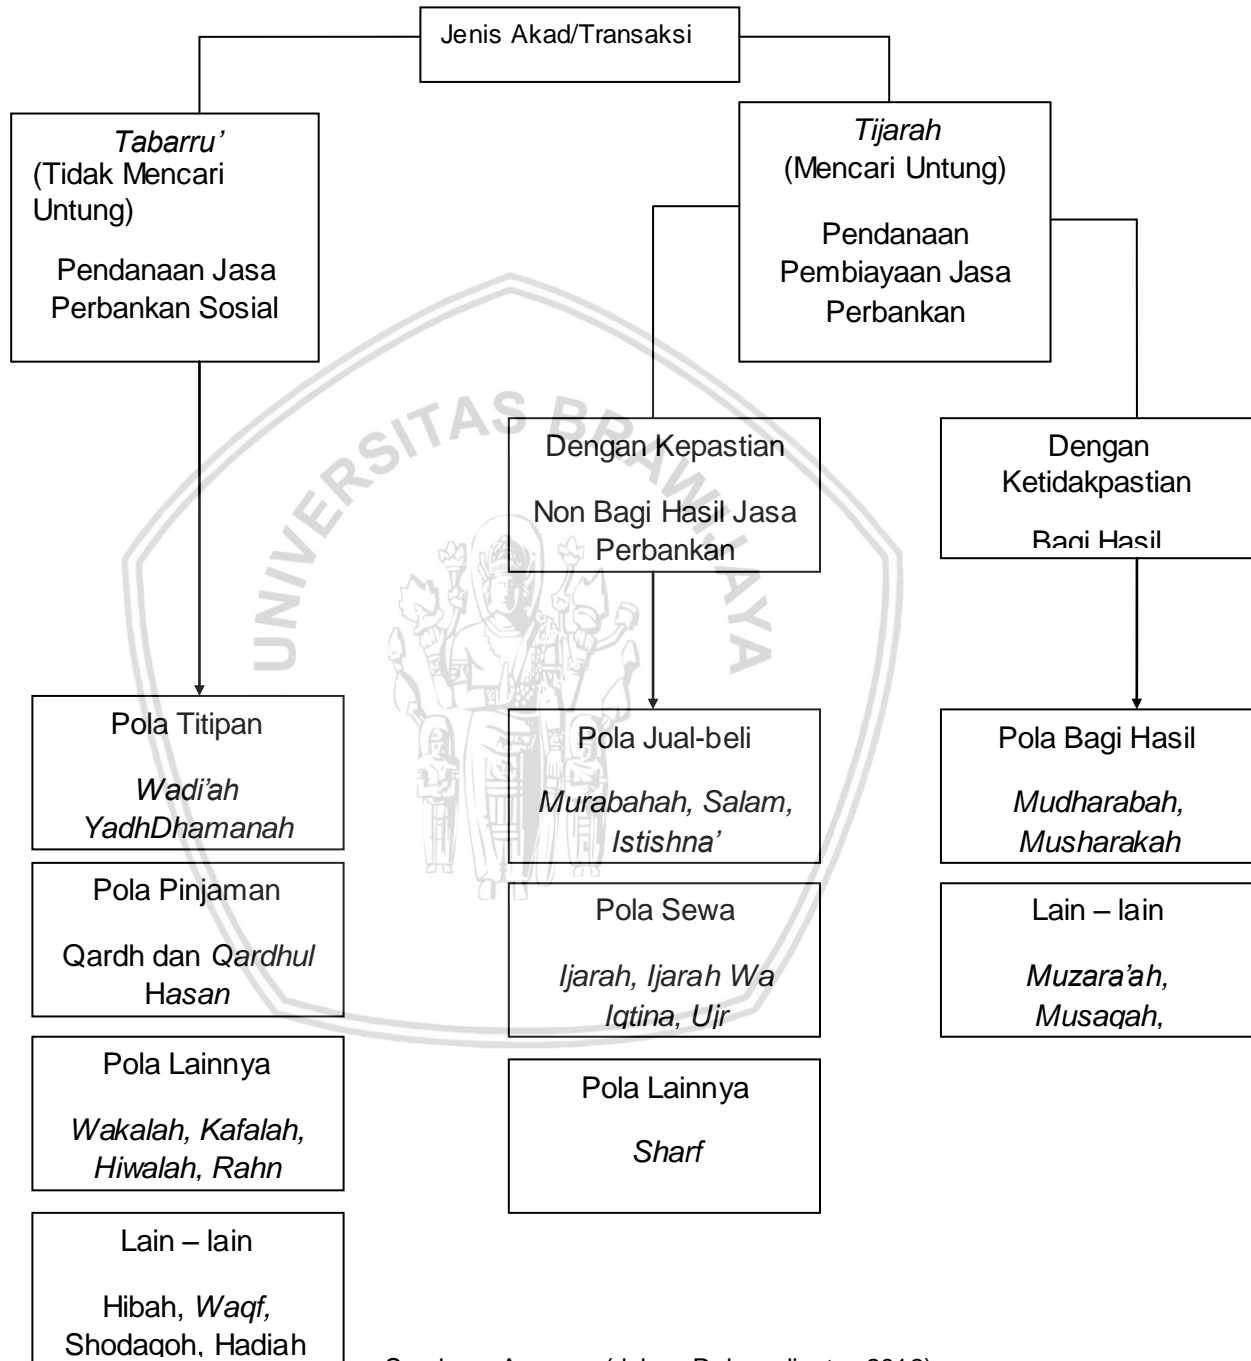 Jenis Akad/Transaksi
Tabarru’
(Tidak Mencari
Untung)
Pendanaan Jasa
Perbankan Sosial
Tijarah
(Mencari Untung)
Pendanaan
Pembiayaan Jasa
Perbankan
Dengan Kepastian
Non Bagi Hasil Jasa
Perbankan
Dengan
Ketidakpastian
Bagi Hasil
Pola Titipan
Wadi’ah
YadhDhamanah
Pola Pinjaman
Qardh dan Qardhul
Hasan
Pola Lainnya
Wakalah, Kafalah,
Hiwalah, Rahn
Lain – lain
Hibah, Waqf,
Shodaqoh, Hadiah
Pola Jual-beli
Murabahah, Salam,
Istishna’
Pola Sewa
Ijarah, Ijarah Wa
Iqtina, Ujr
Pola Lainnya
Sharf
Pola Bagi Hasil
Mudharabah,
Musharakah
Lain – lain
Muzara’ah,
Musaqah,
UNIVERSITAS BRAWIJAYA